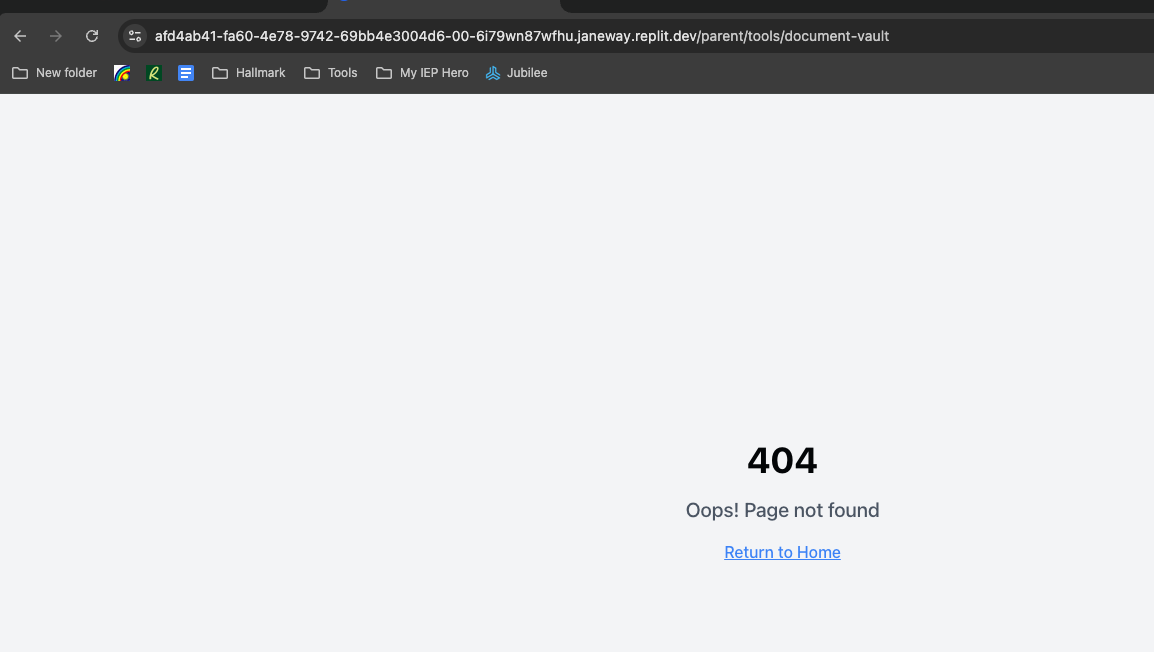 afd4ab41-fa60-4e78-9742-69bb4e3004d6-00-6i79wn87wfhu.janeway.replit.dev/parent/tools/document-vault
New folder R Hallmark Tools My IEP Hero Jubilee
404
Oops! Page not found
Return to Home